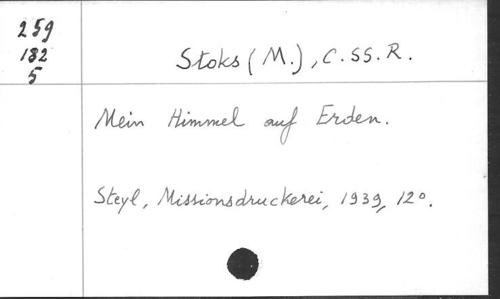 259
182
5
Stoks (M.), C.SS.R.
Mein Himmel auf Erden.
Steyl, Missionsdruckerei, 1939, 12°.